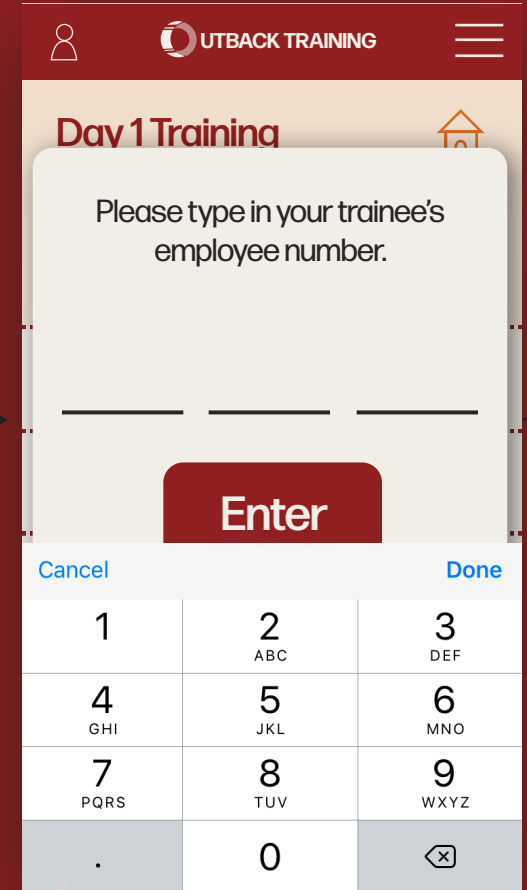 UTBACK TRAINING
Day 1 Training
Please type in your trainee's
employee number.
Enter
Cancel
Done
1
2
ABC
3
DEF
4
GHI
5
JKL
6
MNO
7
PQRS
8
TUV
9
WXYZ
.
0